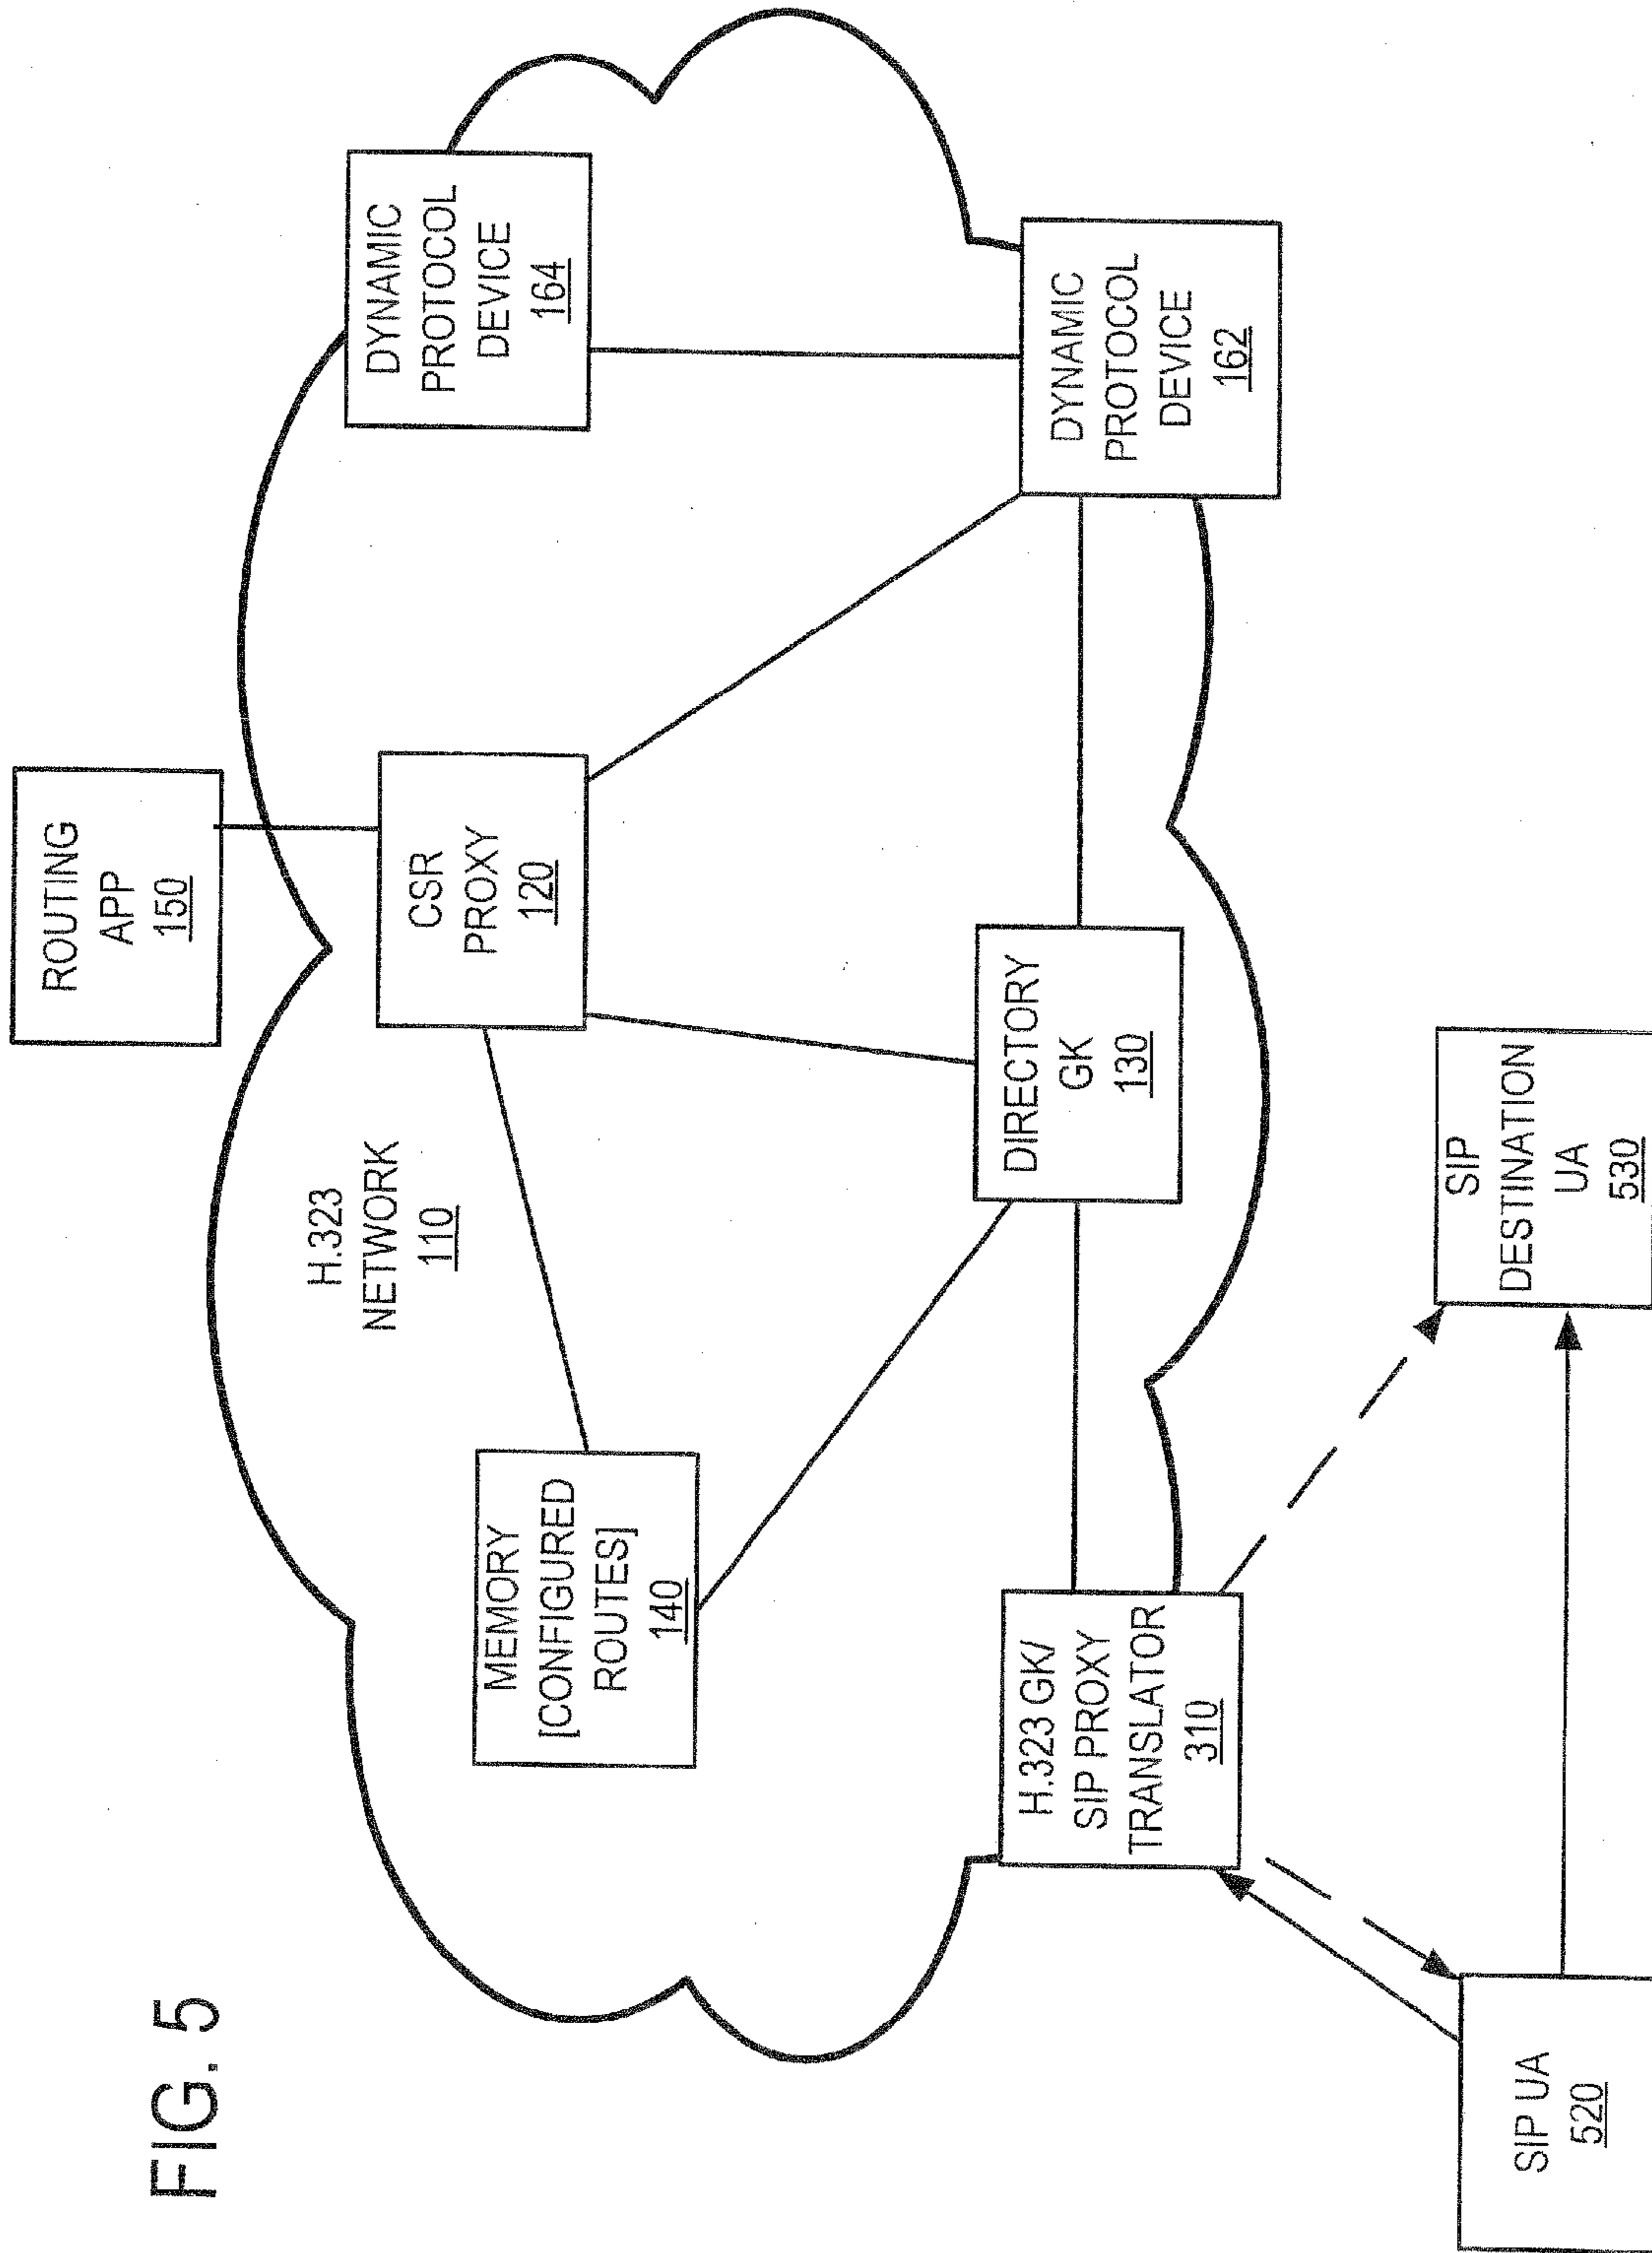 FIG. 5
ROUTING
APP
150
H.323
NETWORK
110
CSR
PROXY
120
DYNAMIC
PROTOCOL
DEVICE
164
MEMORY
[CONFIGURED
ROUTES]
140
H.323 GK/
SIP PROXY
TRANSLATOR
310
DIRECTORY
GK
130
DYNAMIC
PROTOCOL
DEVICE
162
SIP UA
520
SIP
DESTINATION
UA
530